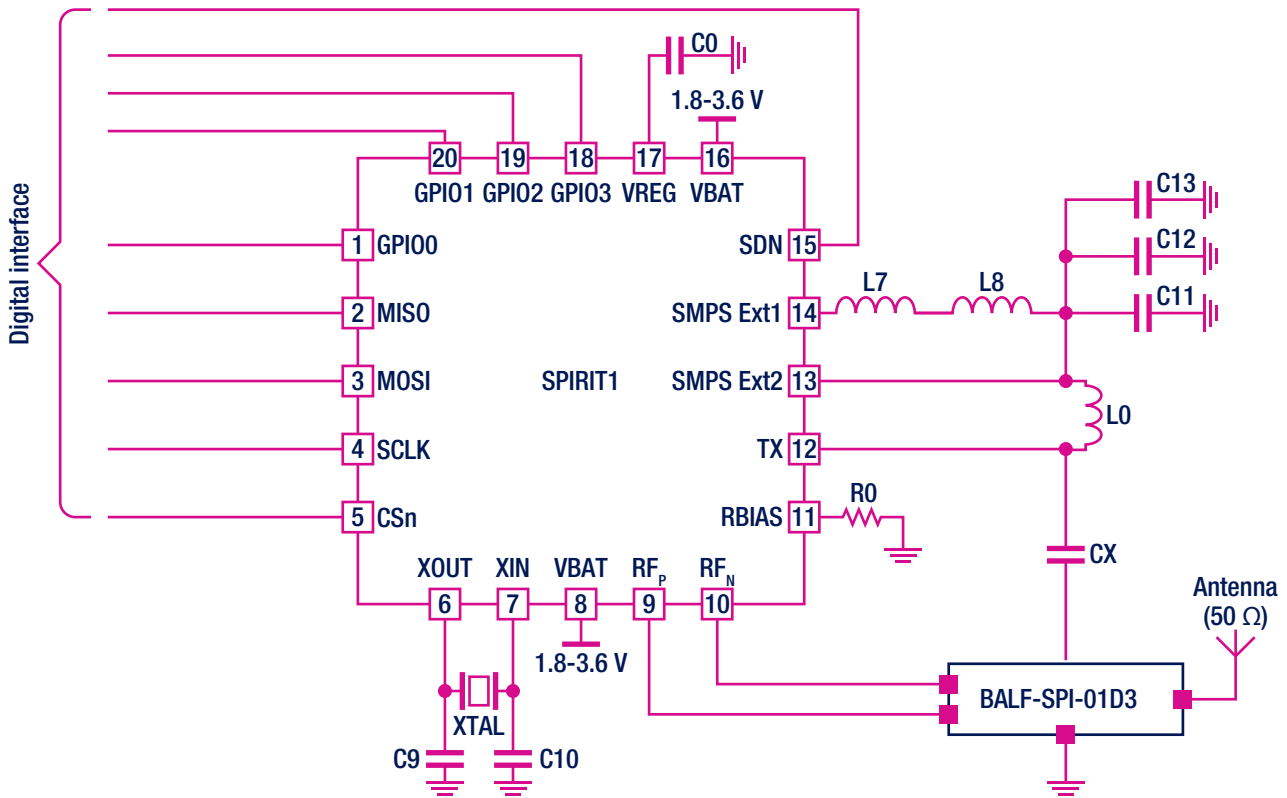 C0
1.8-3.6 V
20 19 18 17 16
GPIO1 GPIO2 GPIO3 VREG VBAT
Digital interface
1 GPIO0
2 MISO
3 MOSI
4 SCLK
5 CSn
SPIRIT1
SDN 15
SMPS Ext1 14
SMPS Ext2 13
TX 12
RBIAS 11
L7
L8
C13
C12
C11
L0
R0
CX
XOUT XIN VBAT RFP RFN
6 7 8 9 10
1.8-3.6 V
XTAL
C9
C10
Antenna
(50 Ω)
BALF-SPI-01D3